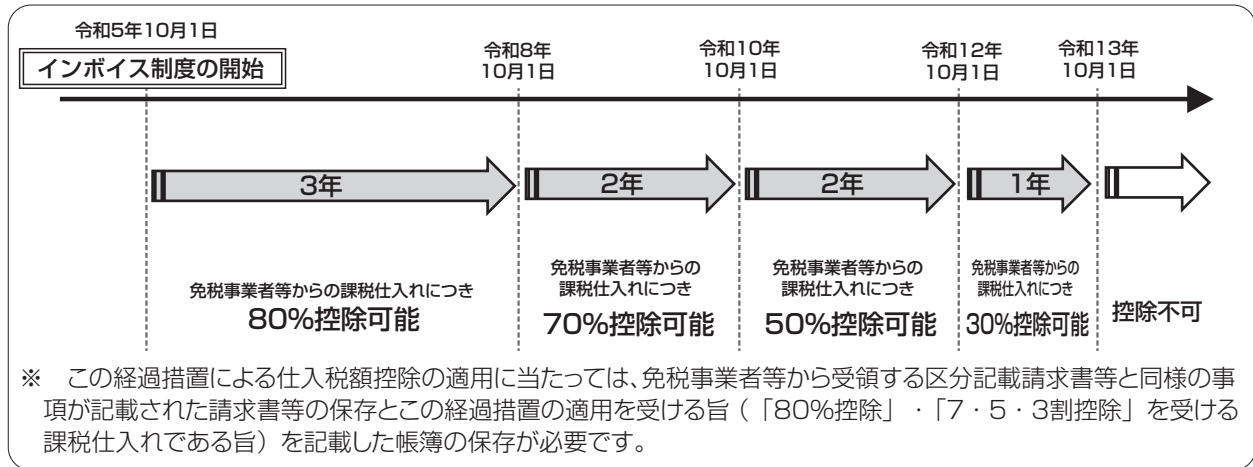 令和5年10月1日
インボイス制度の開始
令和8年
10月1日
令和10年
10月1日
令和12年
10月1日
令和13年
10月1日
3年
2年
2年
1年
免税事業者等からの課税仕入れにつき
80%控除可能
免税事業者等からの
課税仕入れにつき
70%控除可能
免税事業者等からの
課税仕入れにつき
50%控除可能
免税事業者等からの
課税仕入れにつき
30%控除可能
控除不可
※　この経過措置による仕入税額控除の適用に当たっては、免税事業者等から受領する区分記載請求書等と同様の事
項が記載された請求書等の保存とこの経過措置の適用を受ける旨（「80%控除」・「7・5・3割控除」を受ける
課税仕入れである旨）を記載した帳簿の保存が必要です。